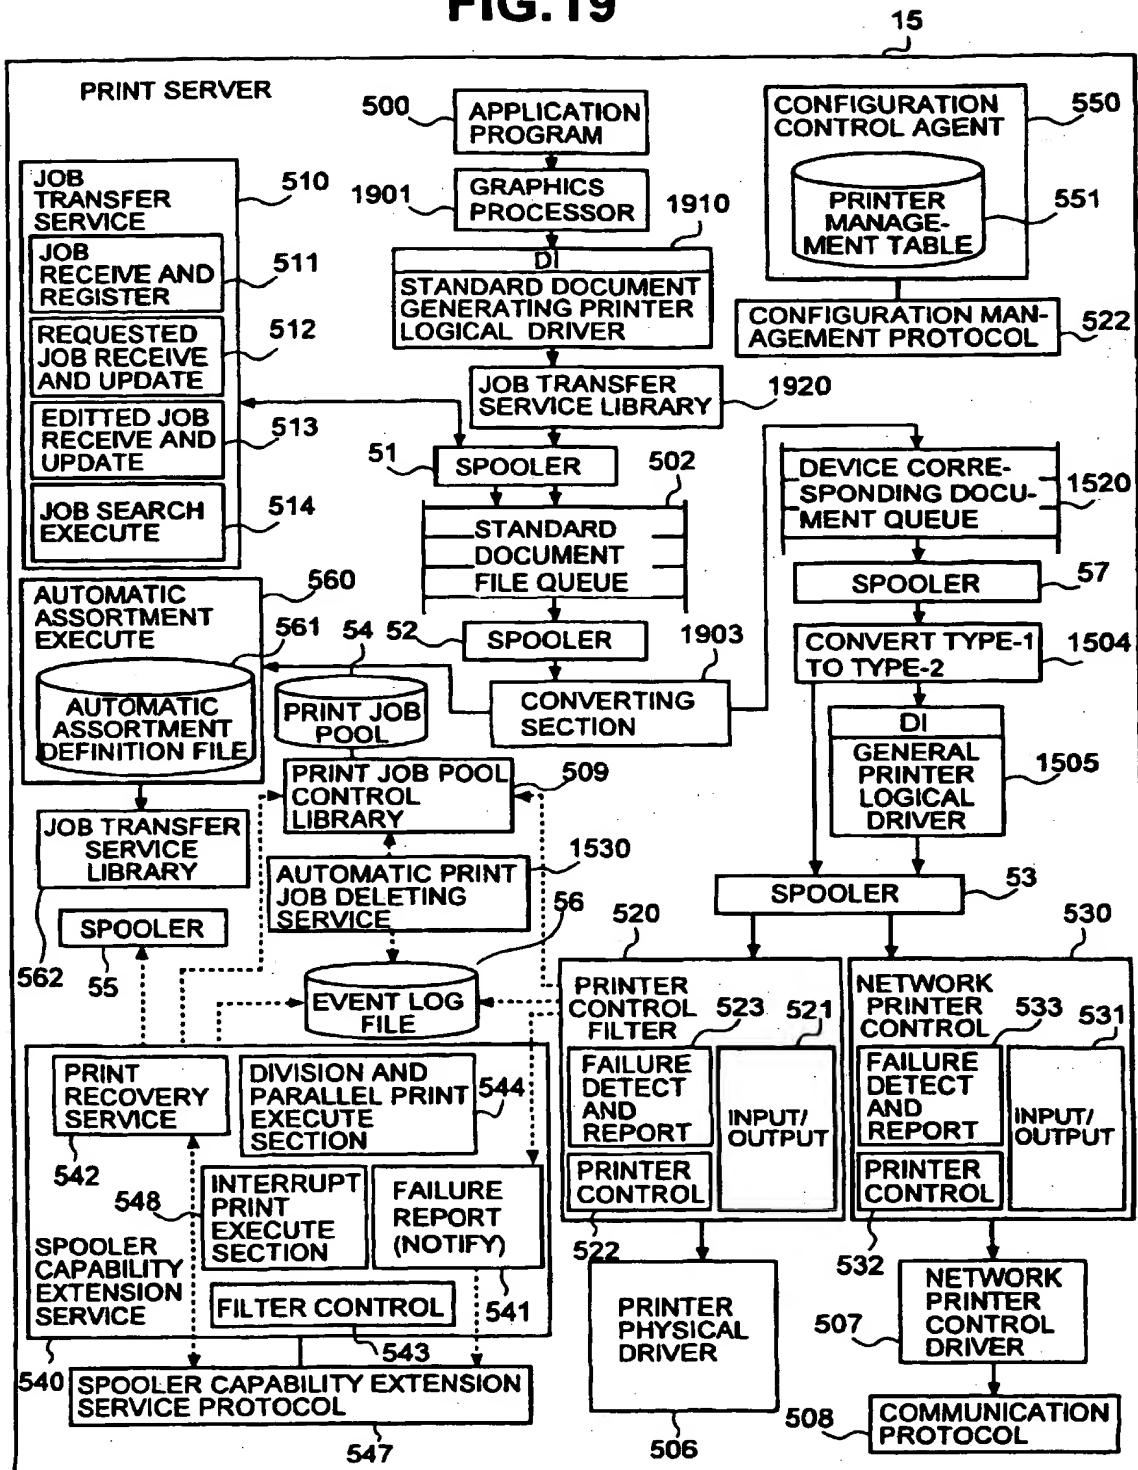 FIG.19
15
PRINT SERVER
500
APPLICATION
PROGRAM
CONFIGURATION
CONTROL AGENT
550
PRINTER
MANAGE-
MENT TABLE
551
CONFIGURATION MAN-
AGEMENT PROTOCOL
522
JOB
TRANSFER
SERVICE
510
JOB
RECEIVE AND
REGISTER
511
REQUESTED
JOB RECEIVE
AND UPDATE
512
EDITTED JOB
RECEIVE AND
UPDATE
513
JOB SEARCH
EXECUTE
514
1901
GRAPHICS
PROCESSOR
1910
DI
STANDARD DOCUMENT
GENERATING PRINTER
LOGICAL DRIVER
JOB TRANSFER
SERVICE LIBRARY
1920
51
SPOOLER
502
STANDARD
DOCUMENT
FILE QUEUE
52
SPOOLER
1903
CONVERTING
SECTION
DEVICE CORRE-
SPONDING DOCU-
MENT QUEUE
1520
SPOOLER
57
CONVERT TYPE-1
TO TYPE-2
1504
DI
GENERAL
PRINTER
LOGICAL
DRIVER
1505
SPOOLER
53
AUTOMATIC
ASSORTMENT
EXECUTE
560
561
AUTOMATIC
ASSORTMENT
DEFINITION FILE
54
PRINT JOB
POOL
PRINT JOB POOL
CONTROL
LIBRARY
509
JOB TRANSFER
SERVICE
LIBRARY
562
AUTOMATIC PRINT
JOB DELETING
SERVICE
1530
SPOOLER
55
56
EVENT LOG
FILE
520
PRINTER
CONTROL
FILTER
523
521
FAILURE
DETECT
AND
REPORT
INPUT/
OUTPUT
PRINTER
CONTROL
522
530
NETWORK
PRINTER
CONTROL
533
531
FAILURE
DETECT
AND
REPORT
INPUT/
OUTPUT
PRINTER
CONTROL
532
PRINT
RECOVERY
SERVICE
542
DIVISION AND
PARALLEL PRINT
EXECUTE
SECTION
544
548
INTERRUPT
PRINT
EXECUTE
SECTION
FAILURE
REPORT
(NOTIFY)
541
SPOOLER
CAPABILITY
EXTENSION
SERVICE
FILTER CONTROL
543
540
SPOOLER CAPABILITY EXTENSION
SERVICE PROTOCOL
547
PRINTER
PHYSICAL
DRIVER
506
507
NETWORK
PRINTER
CONTROL
DRIVER
508
COMMUNICATION
PROTOCOL